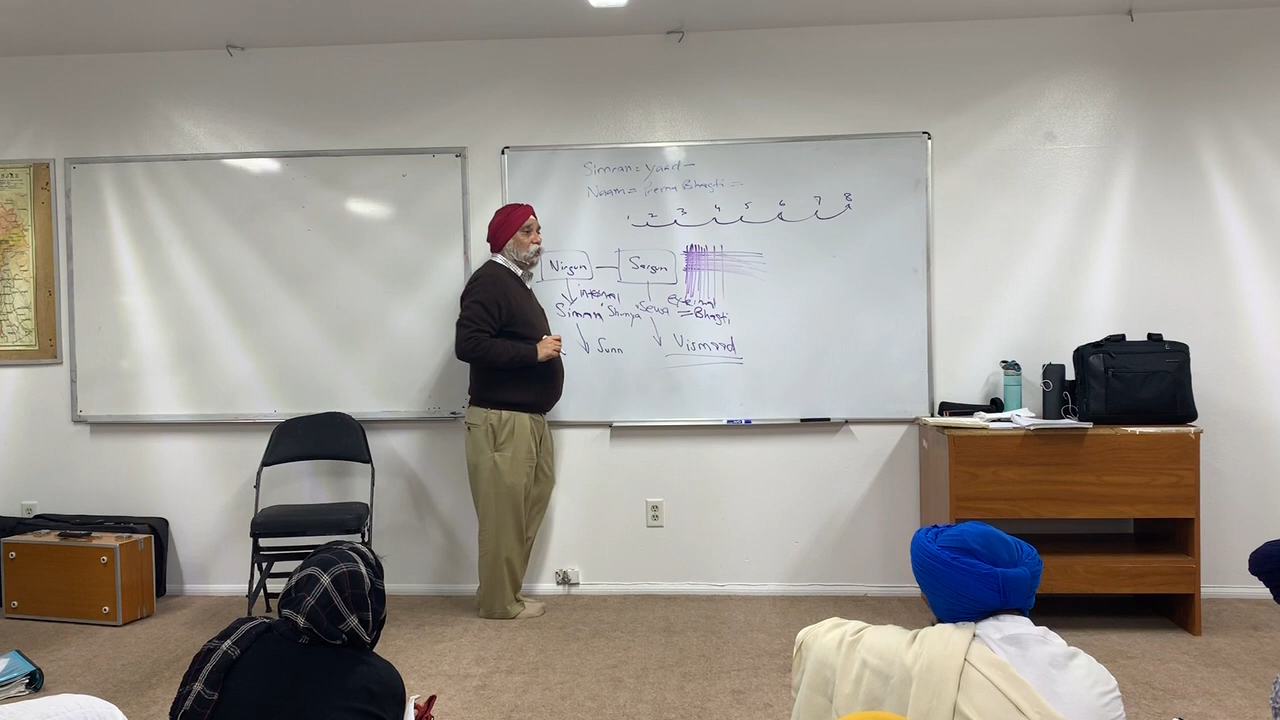 Simran = Yaad -
Naam = Prema Bhagti =
1 2 3 4 5 6 7 8
Nirgun Sargun
internal external
Simran Shunya Sewa = Bhagti
Sunn Vismaad